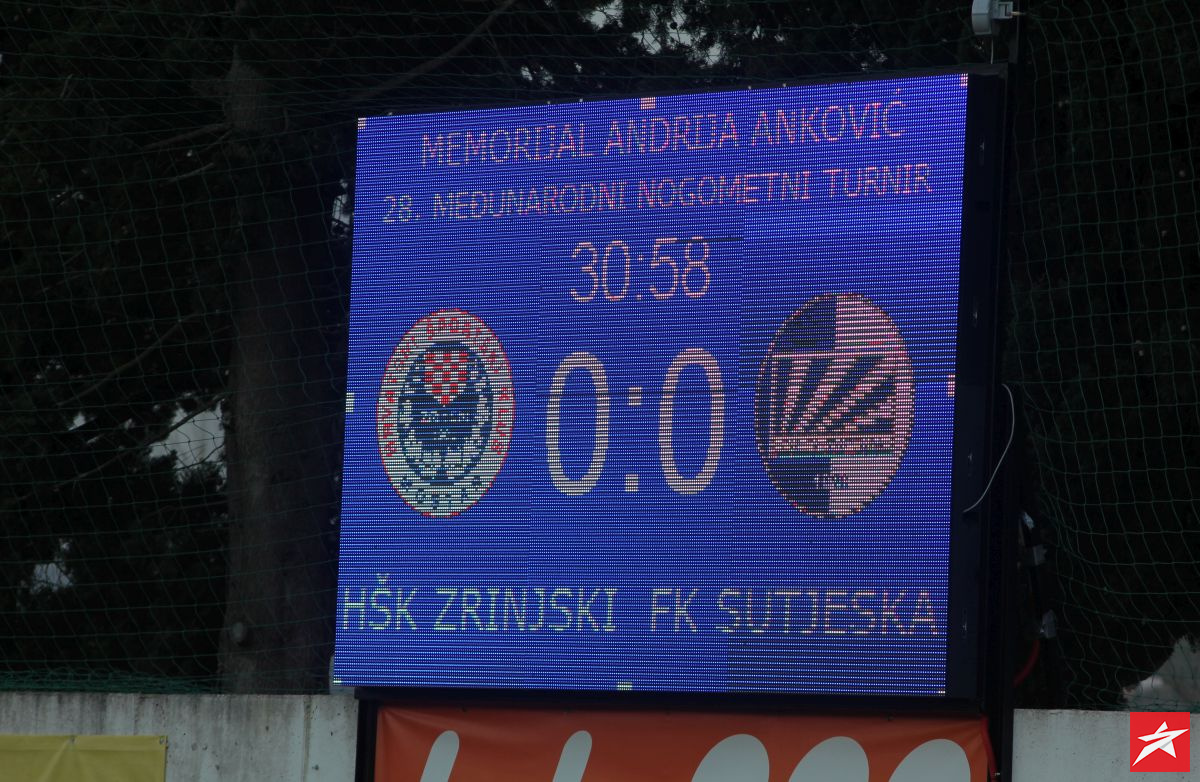 MEMORIJAL ANDRIJA ANKOVIĆ
28. MEĐUNARODNI NOGOMETNI TURNIR
30:58
0:0
HŠK ZRINJSKI FK SUTJESKA